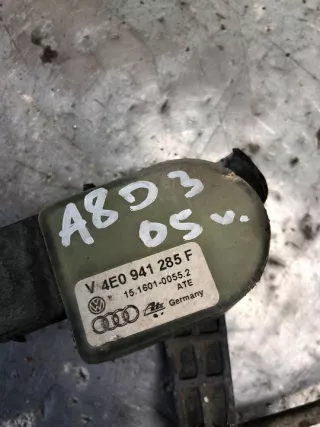 A8D3
05 v.
V 4E0 941 285 F
15.1601-0055.2
ATE
Ate Germany